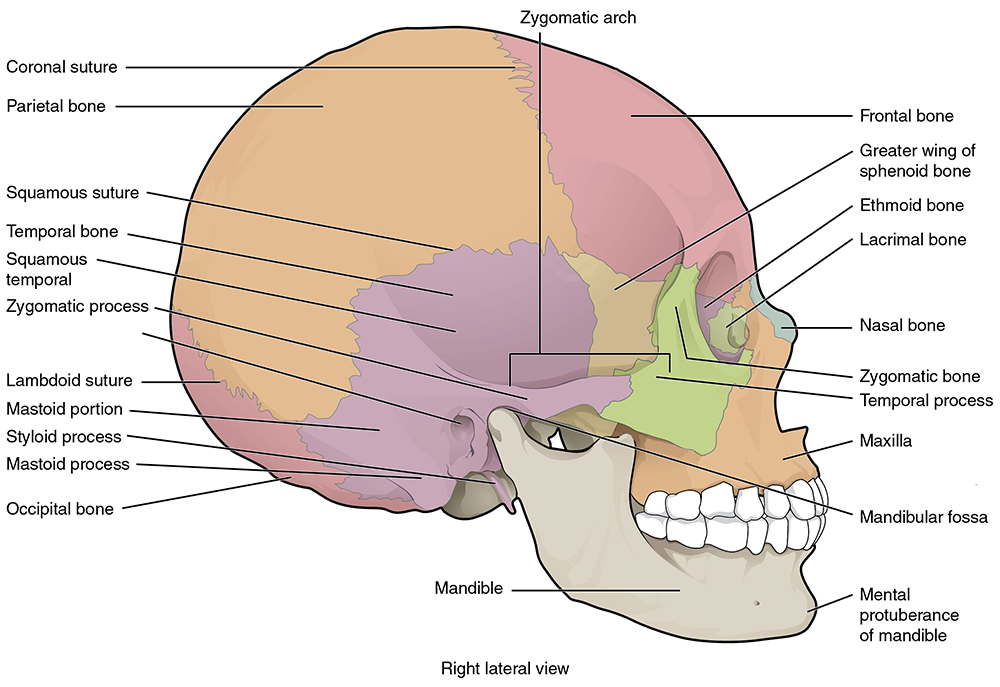 Zygomatic arch
Coronal suture
Parietal bone
Squamous suture
Temporal bone
Squamous
temporal
Zygomatic process
Lambdoid suture
Mastoid portion
Styloid process
Mastoid process
Occipital bone
Frontal bone
Greater wing of
sphenoid bone
Ethmoid bone
Lacrimal bone
Nasal bone
Zygomatic bone
Temporal process
Maxilla
Mandibular fossa
Mandible
Mental
protuberance
of mandible
Right lateral view